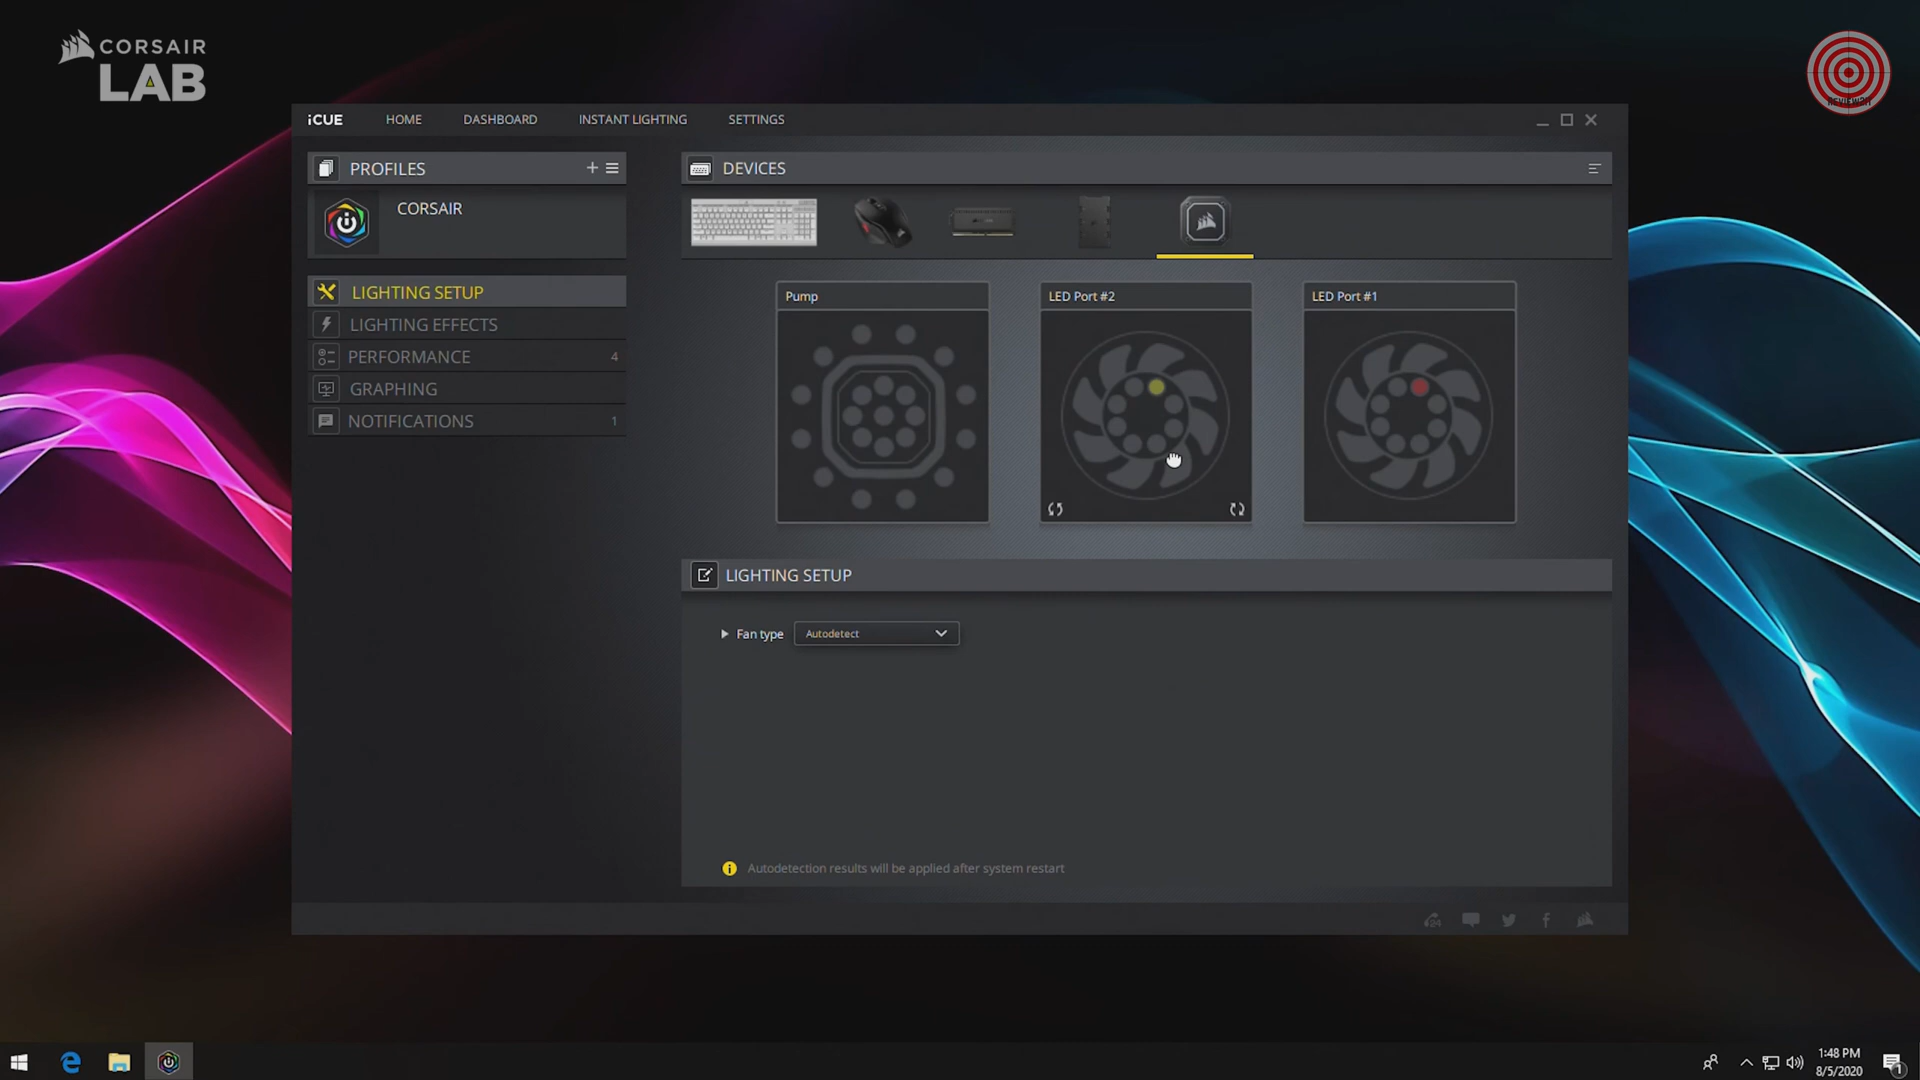 CORSAIR
LAB
iCUE
HOME
DASHBOARD
INSTANT LIGHTING
SETTINGS
PROFILES
CORSAIR
LIGHTING SETUP
LIGHTING EFFECTS
PERFORMANCE 4
GRAPHING
NOTIFICATIONS 1
DEVICES
Pump
LED Port #2
LED Port #1
LIGHTING SETUP
Fan type
Autodetect
Autodetection results will be applied after system restart
24
1:48 PM
8/5/2020
1